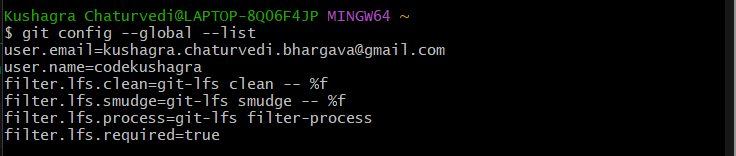 Kushagra Chaturvedi@LAPTOP-8QO6F4JP MINGW64 ~
$ git config --global --list
user.email=kushagra.chaturvedi.bhargava@gmail.com
user.name=codekushagra
filter.lfs.clean=git-lfs clean -- %f
filter.lfs.smudge=git-lfs smudge -- %f
filter.lfs.process=git-lfs filter-process
filter.lfs.required=true